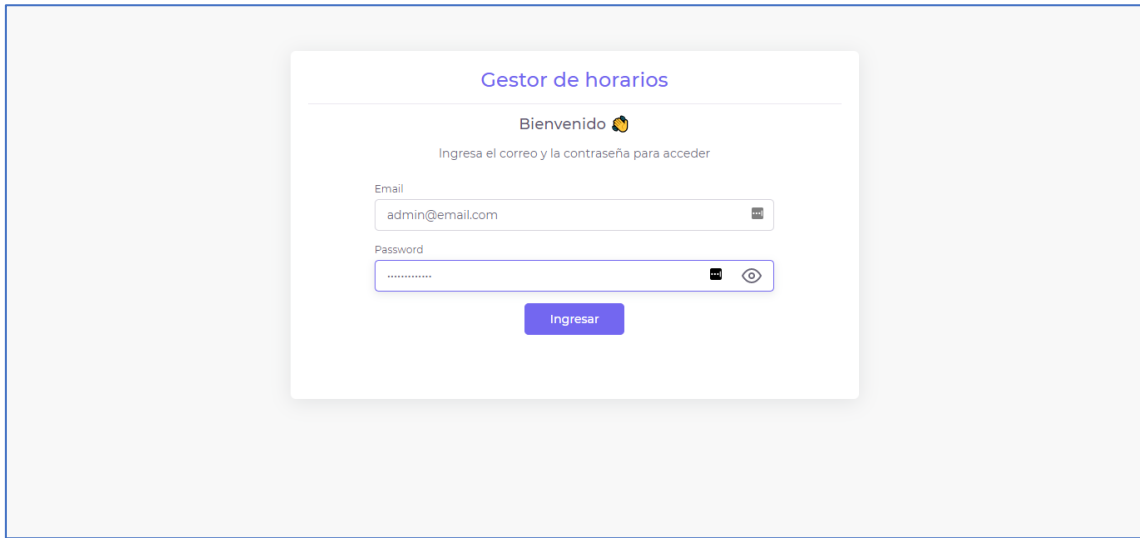 Gestor de horarios
Bienvenido 👏
Ingresa el correo y la contraseña para acceder
Email
admin@email.com
Password
·············
Ingresar